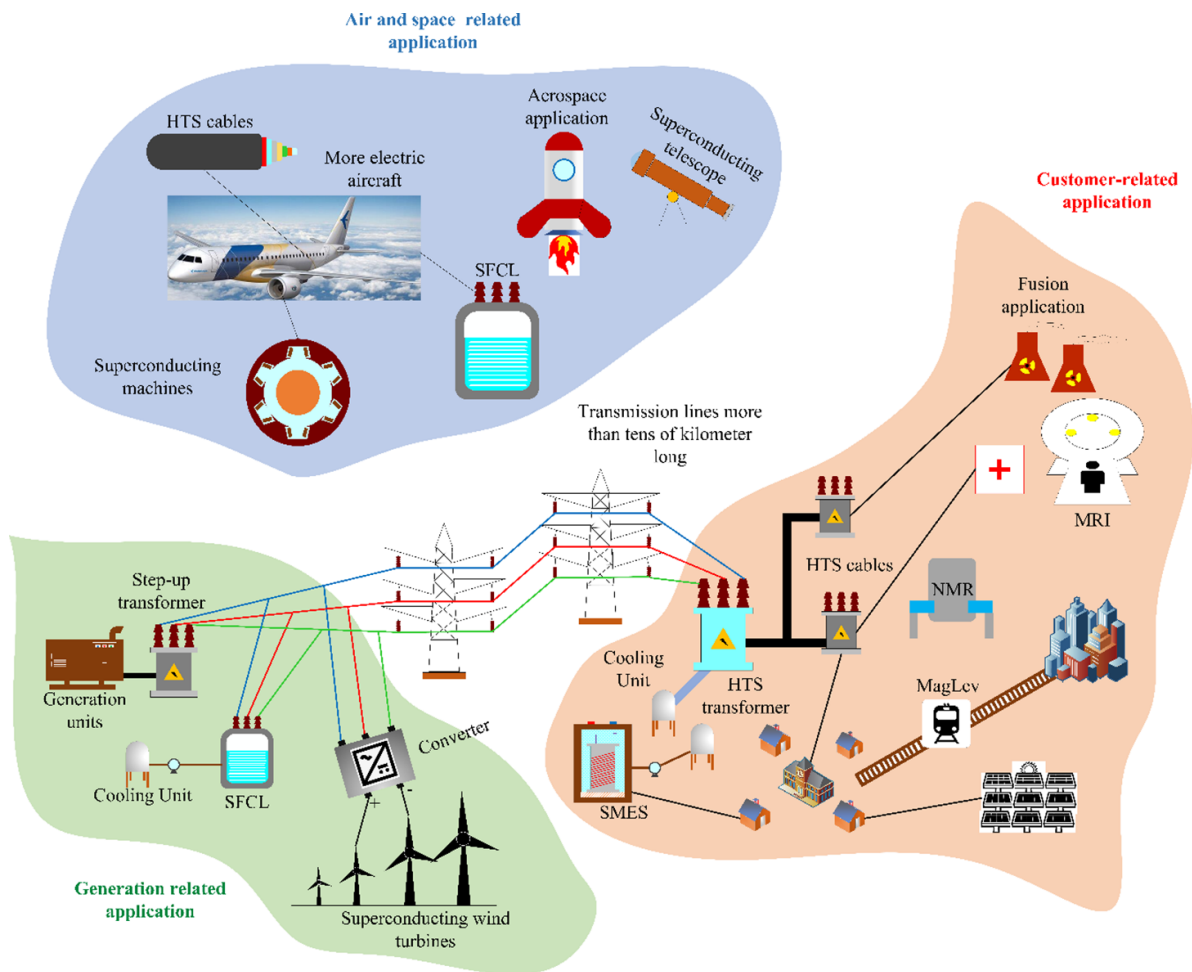 Air and space related
application
HTS cables
More electric
aircraft
Aerospace
application
Superconducting
telescope
SFCL
Superconducting
machines
Customer-related
application
Fusion
application
MRI
Transmission lines more
than tens of kilometer
long
HTS cables
NMR
Step-up
transformer
Generation
units
Cooling Unit
SFCL
Converter
+
-
Superconducting wind
turbines
Generation related
application
Cooling
Unit
HTS
transformer
MagLev
SMES